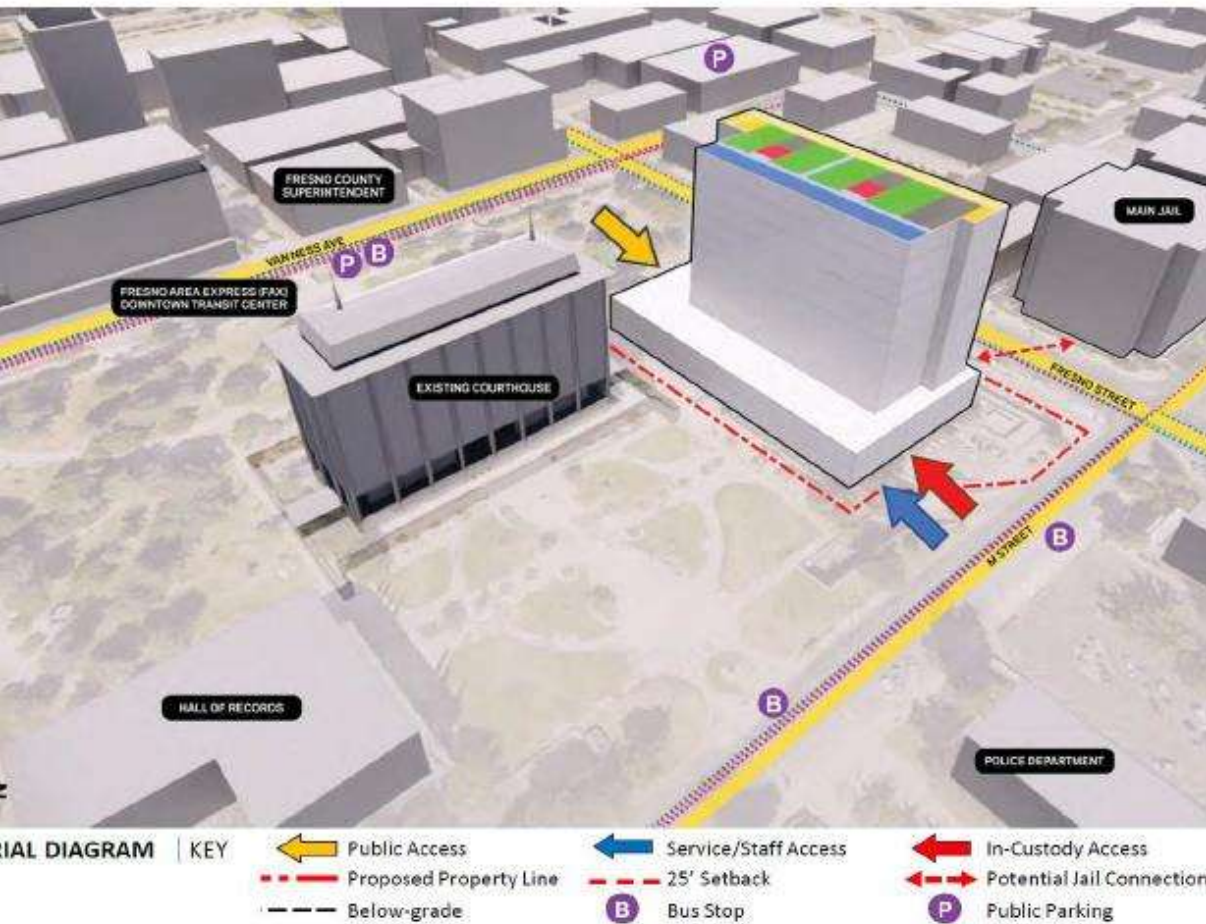 P
FRESNO COUNTY
SUPERINTENDENT
MAIN JAIL
VAN NESS AVE
P
B
FRESNO AREA EXPRESS (FAX)
DOWNTOWN TRANSIT CENTER
EXISTING COURTHOUSE
FRESNO STREET
M STREET
B
B
HALL OF RECORDS
POLICE DEPARTMENT
RIAL DIAGRAM | KEY
Public Access
Service/Staff Access
In-Custody Access
Proposed Property Line
25' Setback
Potential Jail Connection
Below-grade
B Bus Stop
P Public Parking